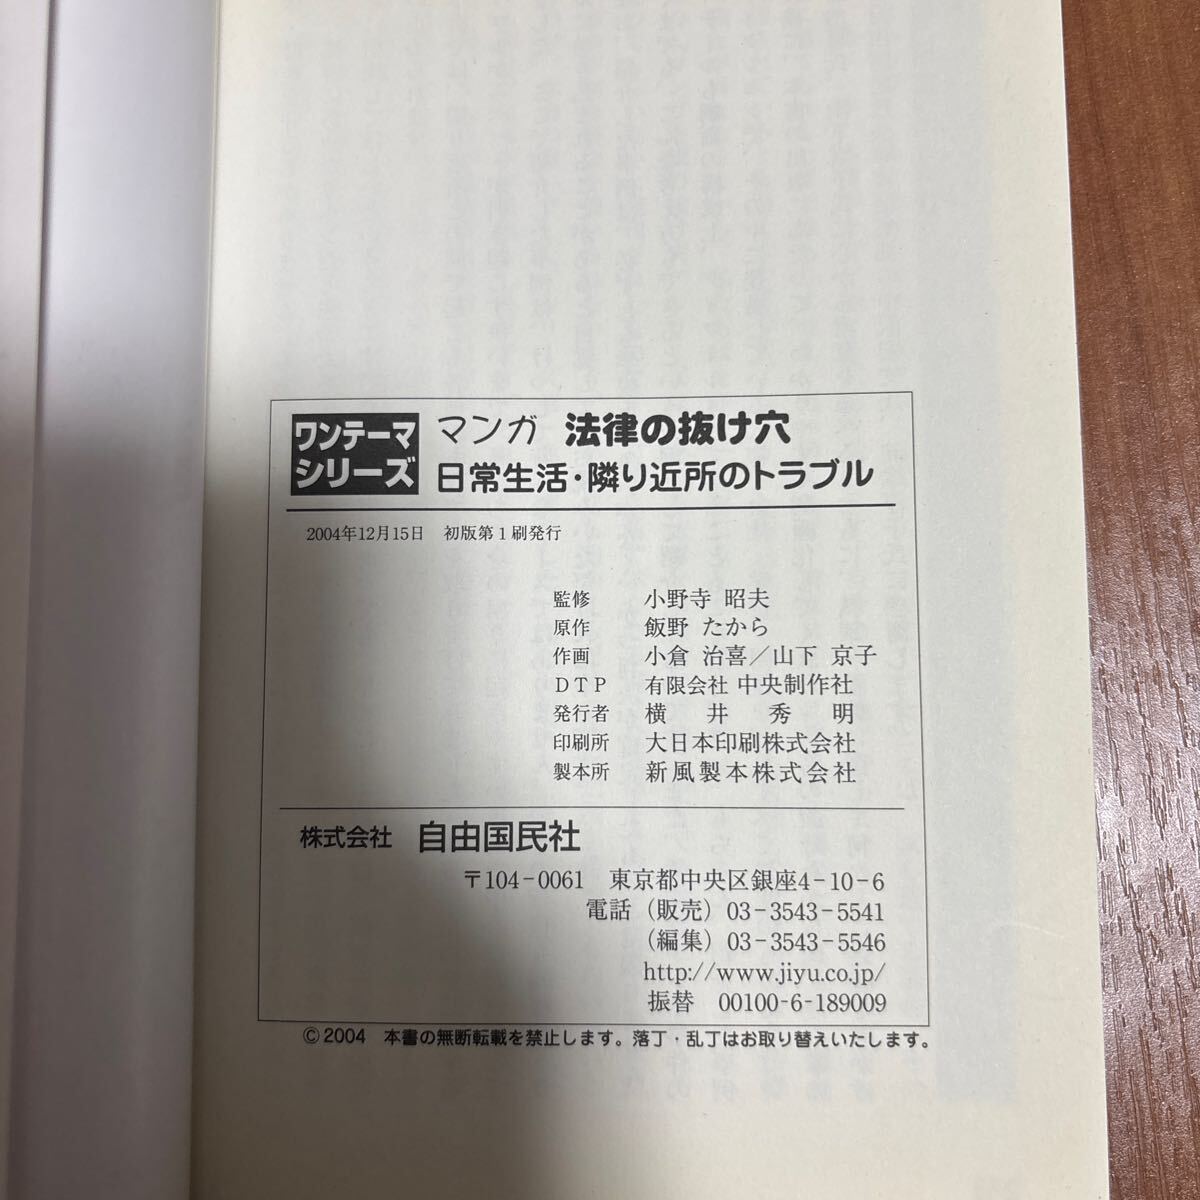 ワンテーマ
シリーズ
マンガ 法律の抜け穴
日常生活・隣り近所のトラブル
2004年12月15日 初版第1刷発行
監修 小野寺 昭夫
原作 飯野 たから
作画 小倉 治喜／山下 京子
DTP 有限会社 中央制作社
発行者 横井秀明
印刷所 大日本印刷株式会社
製本所 新風製本株式会社
株式会社 自由国民社
〒104-0061 東京都中央区銀座4-10-6
電話（販売）03-3543-5541
（編集）03-3543-5546
http://www.jiyu.co.jp/
振替 00100-6-189009
©2004 本書の無断転載を禁止します。落丁・乱丁はお取り替えいたします。